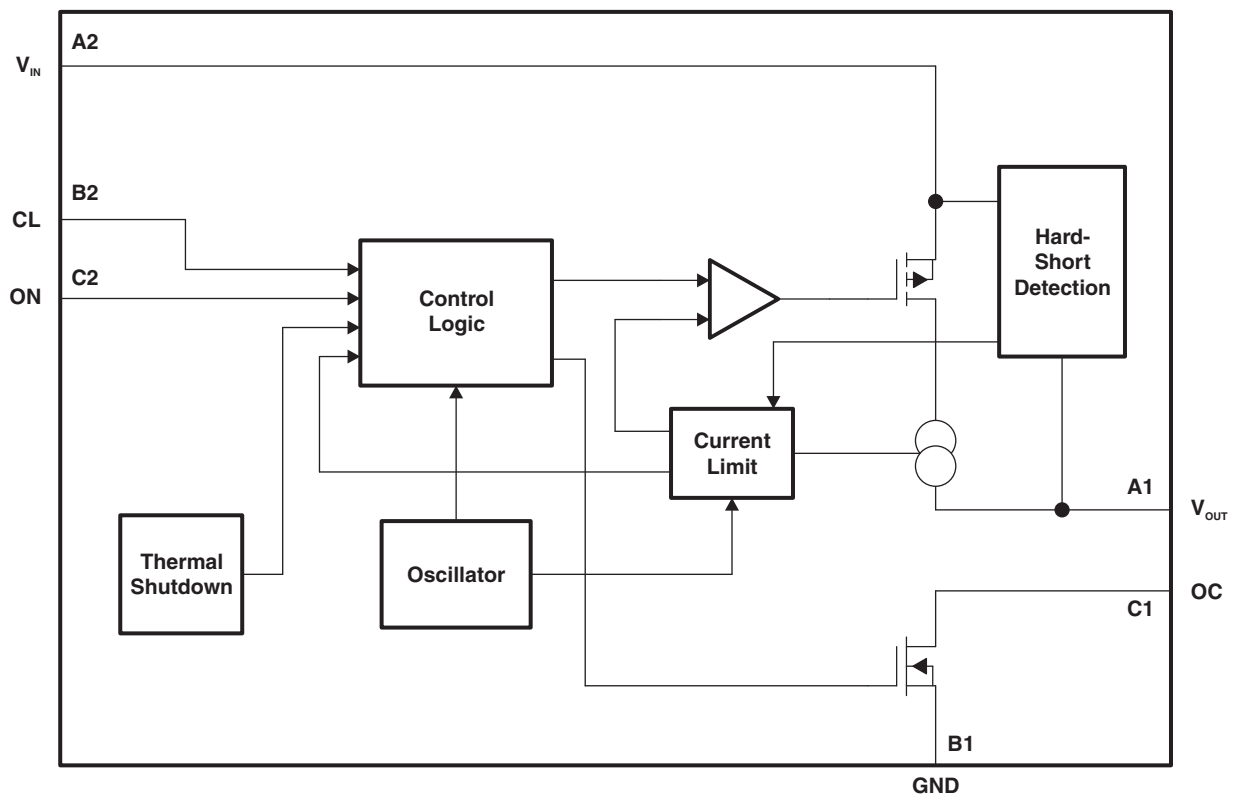 A2
V_IN
B2
CL
C2
ON
Control
Logic
Hard-
Short
Detection
Current
Limit
A1
V_OUT
Thermal
Shutdown
Oscillator
OC
C1
B1
GND